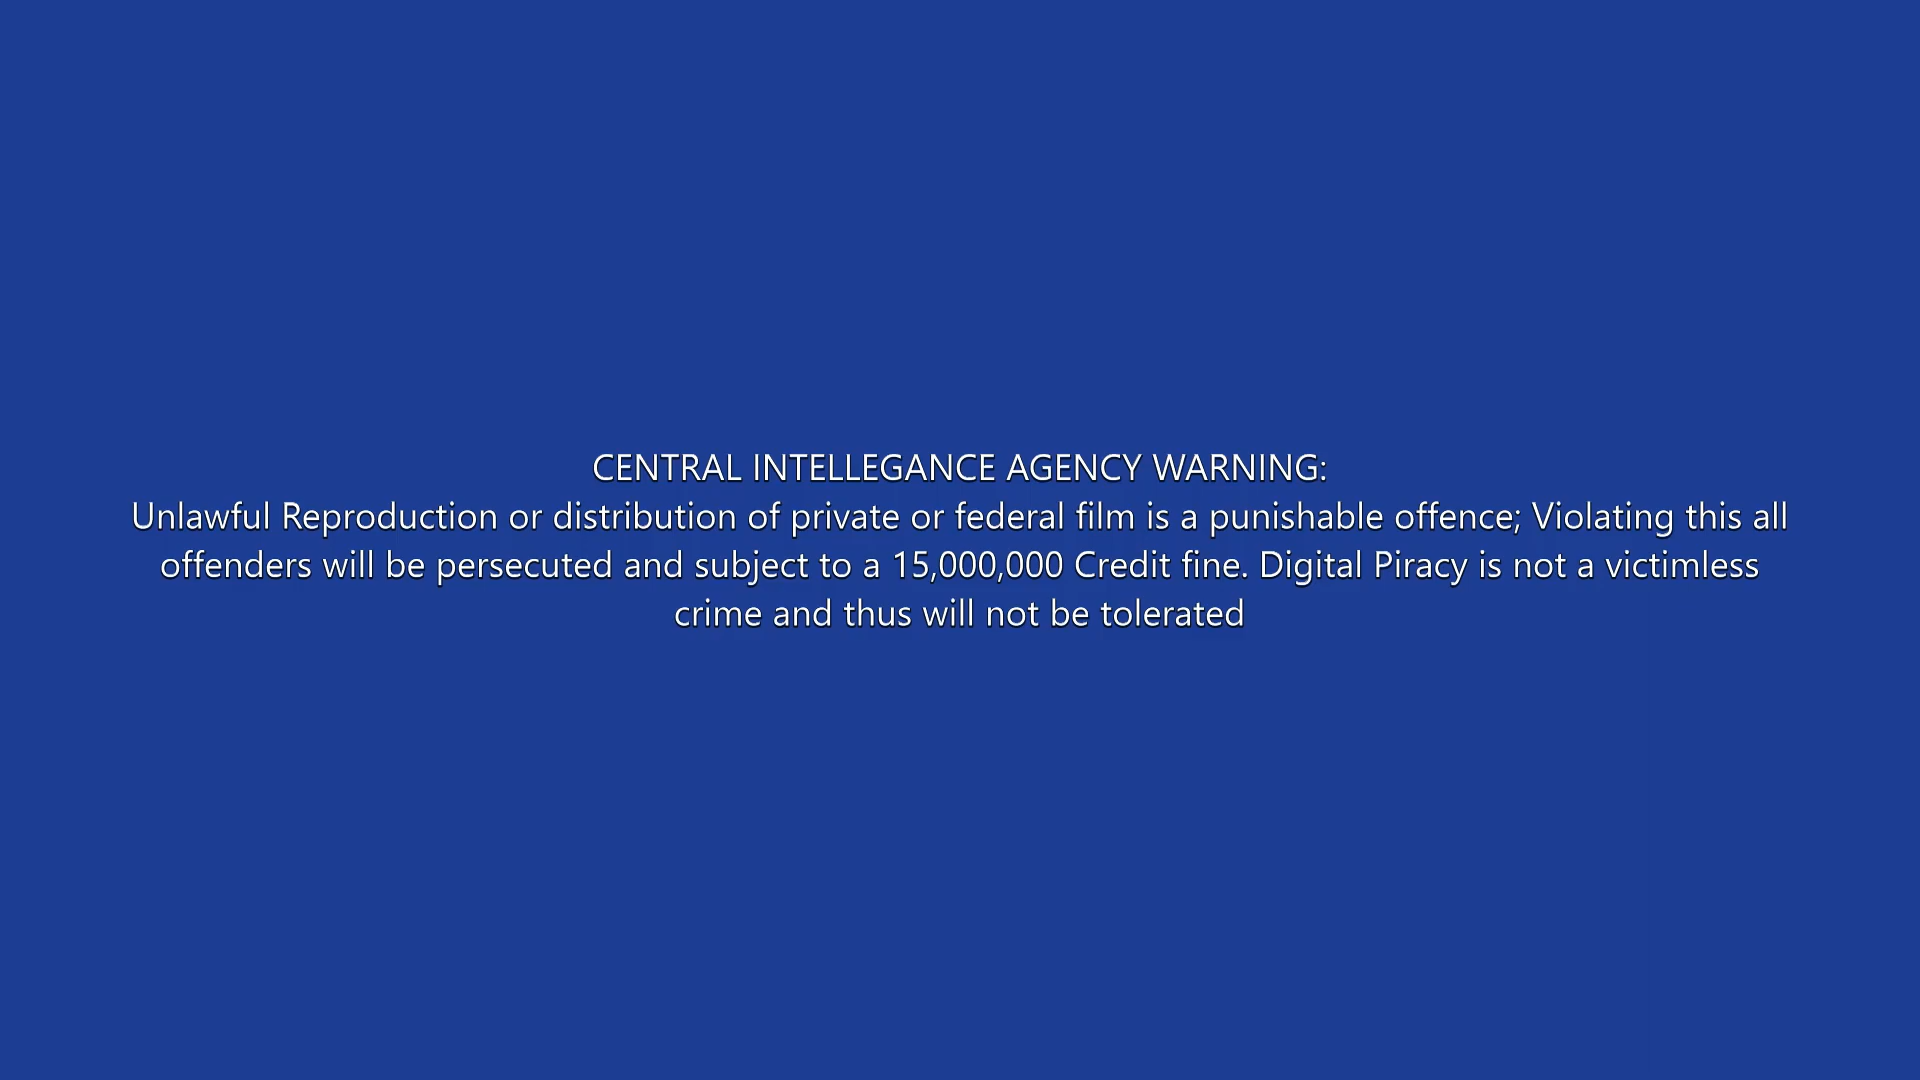 CENTRAL INTELLEGANCE AGENCY WARNING:
Unlawful Reproduction or distribution of private or federal film is a punishable offence; Violating this all
offenders will be persecuted and subject to a 15,000,000 Credit fine. Digital Piracy is not a victimless
crime and thus will not be tolerated